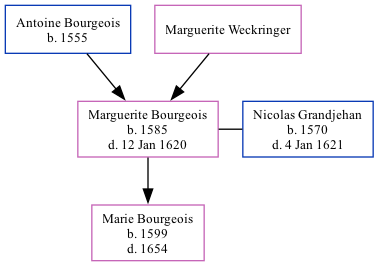 Antoine Bourgeois
b. 1555
Marguerite Weckringer
Marguerite Bourgeois
b. 1585
d. 12 Jan 1620
Nicolas Grandjehan
b. 1570
d. 4 Jan 1621
Marie Bourgeois
b. 1599
d. 1654